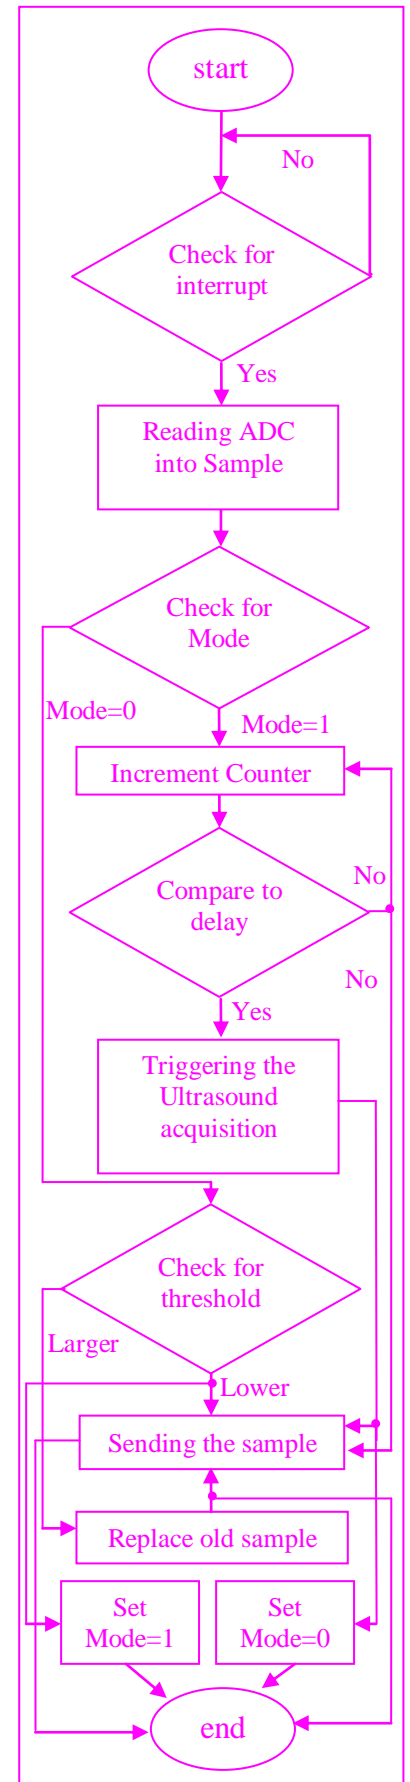 start
No
Check for
interrupt
Yes
Reading ADC
into Sample
Check for
Mode
Mode=0
Mode=1
Increment Counter
No
Compare to
delay
No
Yes
Triggering the
Ultrasound
acquisition
Check for
threshold
Larger
Lower
Sending the sample
Replace old sample
Set
Mode=1
Set
Mode=0
end